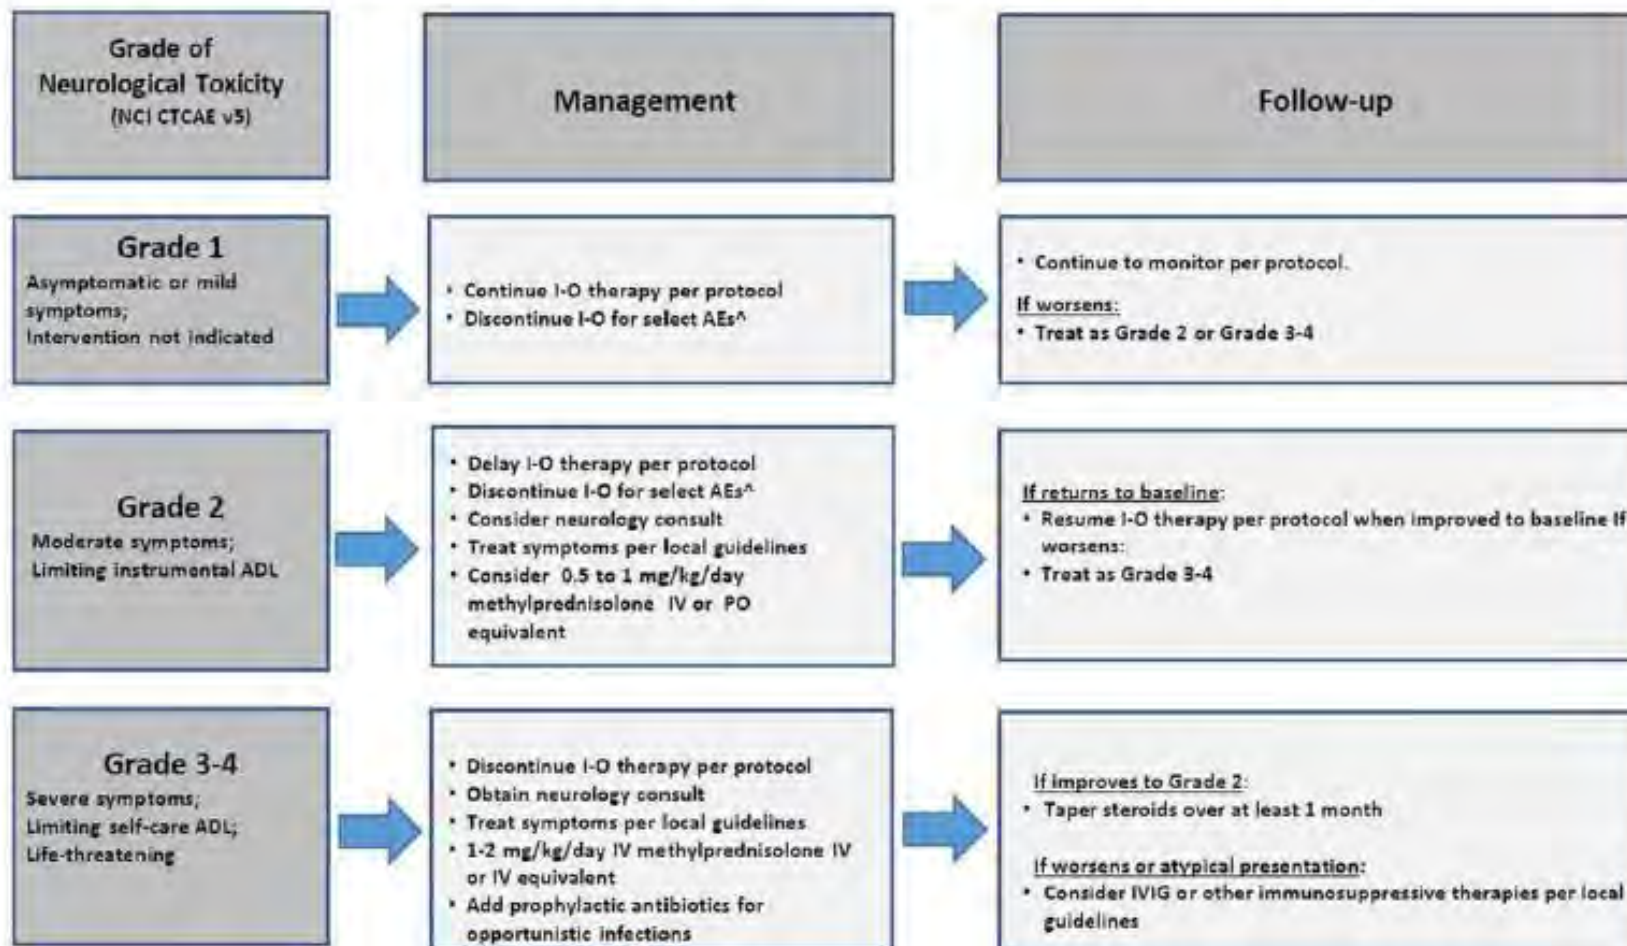 Grade of
Neurological Toxicity
(NCI CTCAE v5)
Management
Follow-up
Grade 1
Asymptomatic or mild
symptoms;
Intervention not indicated
• Continue I-O therapy per protocol
• Discontinue I-O for select AEs^
• Continue to monitor per protocol.
If worsens:
• Treat as Grade 2 or Grade 3-4
Grade 2
Moderate symptoms;
Limiting instrumental ADL
• Delay I-O therapy per protocol
• Discontinue I-O for select AEs^
• Consider neurology consult
• Treat symptoms per local guidelines
• Consider 0.5 to 1 mg/kg/day
methylprednisolone IV or PO
equivalent
If returns to baseline:
• Resume I-O therapy per protocol when improved to baseline If
worsens:
• Treat as Grade 3-4
Grade 3-4
Severe symptoms;
Limiting self-care ADL;
Life-threatening
• Discontinue I-O therapy per protocol
• Obtain neurology consult
• Treat symptoms per local guidelines
• 1-2 mg/kg/day IV methylprednisolone IV
or IV equivalent
• Add prophylactic antibiotics for
opportunistic infections
If improves to Grade 2:
• Taper steroids over at least 1 month
If worsens or atypical presentation:
• Consider IVIG or other immunosuppressive therapies per local
guidelines